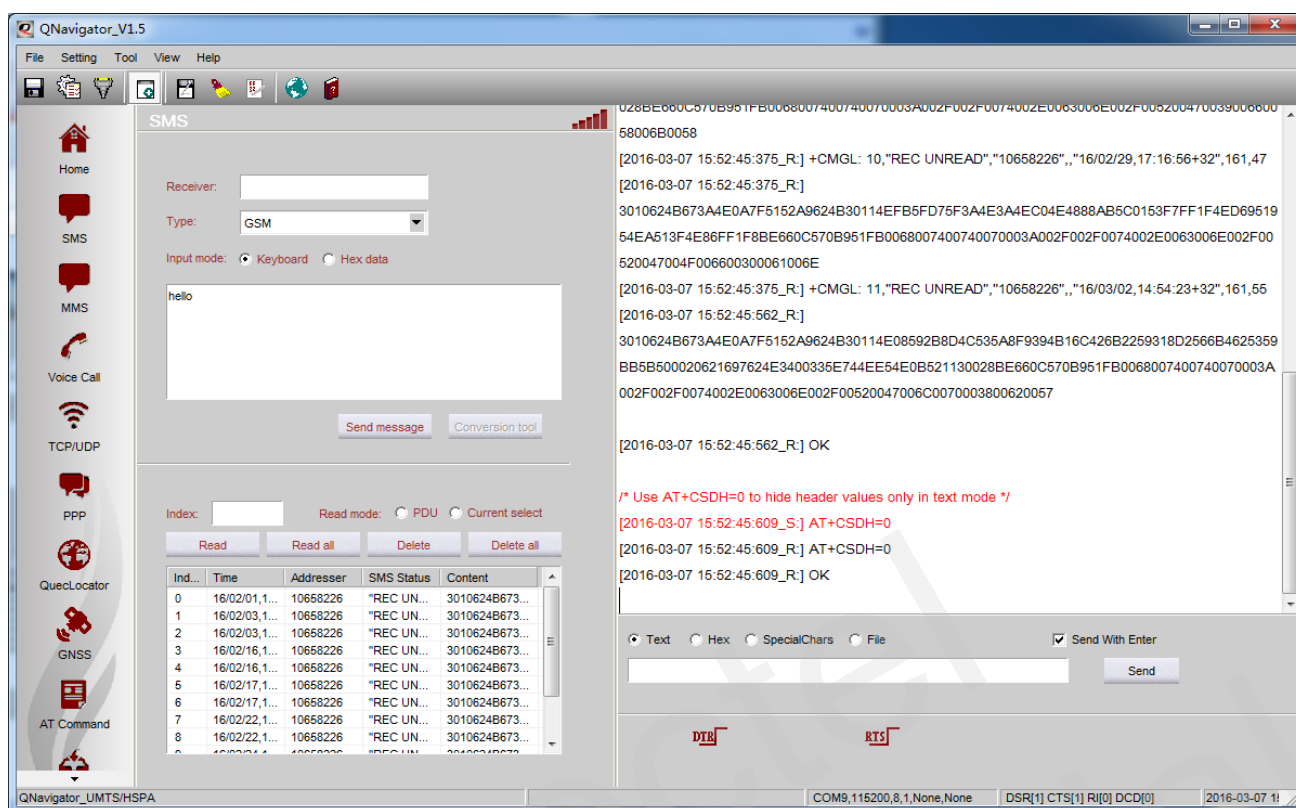 QNavigator_V1.5
File Setting Tool View Help
Home
SMS
MMS
Voice Call
TCP/UDP
PPP
QuecLocator
GNSS
AT Command
SMS
Receiver:
Type: GSM
Input mode: Keyboard Hex data
hello
Send message Conversion tool
Index: Read mode: PDU Current select
Read Read all Delete Delete all
Ind... Time Addresser SMS Status Content
0 16/02/01,1... 10658226 "REC UN... 3010624B673...
1 16/02/03,1... 10658226 "REC UN... 3010624B673...
2 16/02/03,1... 10658226 "REC UN... 3010624B673...
3 16/02/16,1... 10658226 "REC UN... 3010624B673...
4 16/02/16,1... 10658226 "REC UN... 3010624B673...
5 16/02/17,1... 10658226 "REC UN... 3010624B673...
6 16/02/17,1... 10658226 "REC UN... 3010624B673...
7 16/02/22,1... 10658226 "REC UN... 3010624B673...
8 16/02/22,1... 10658226 "REC UN... 3010624B673...
028BE660C570B951FB0068007400740070003A002F002F0074002E0063006E002F005200470039006600
58006B0058
[2016-03-07 15:52:45:375_R:] +CMGL: 10,"REC UNREAD","10658226",,"16/02/29,17:16:56+32",161,47
[2016-03-07 15:52:45:375_R:]
3010624B673A4E0A7F5152A9624B30114EFB5FD75F3A4E3A4EC04E4888AB5C0153F7FF1F4ED69519
54EA513F4E86FF1F8BE660C570B951FB0068007400740070003A002F002F0074002E0063006E002F00
520047004F006600300061006E
[2016-03-07 15:52:45:375_R:] +CMGL: 11,"REC UNREAD","10658226",,"16/03/02,14:54:23+32",161,55
[2016-03-07 15:52:45:562_R:]
3010624B673A4E0A7F5152A9624B30114E08592B8D4C535A8F9394B16C426B2259318D2566B4625359
BB5B500020621697624E3400335E744EE54E0B521130028BE660C570B951FB0068007400740070003A
002F002F0074002E0063006E002F00520047006C0070003800620057
[2016-03-07 15:52:45:562_R:] OK
/* Use AT+CSDH=0 to hide header values only in text mode */
[2016-03-07 15:52:45:609_S:] AT+CSDH=0
[2016-03-07 15:52:45:609_R:] AT+CSDH=0
[2016-03-07 15:52:45:609_R:] OK
Text Hex SpecialChars File Send With Enter
Send
DTR RTS
QNavigator_UMTS/HSPA COM9,115200,8,1,None,None DSR[1] CTS[1] RI[0] DCD[0] 2016-03-07